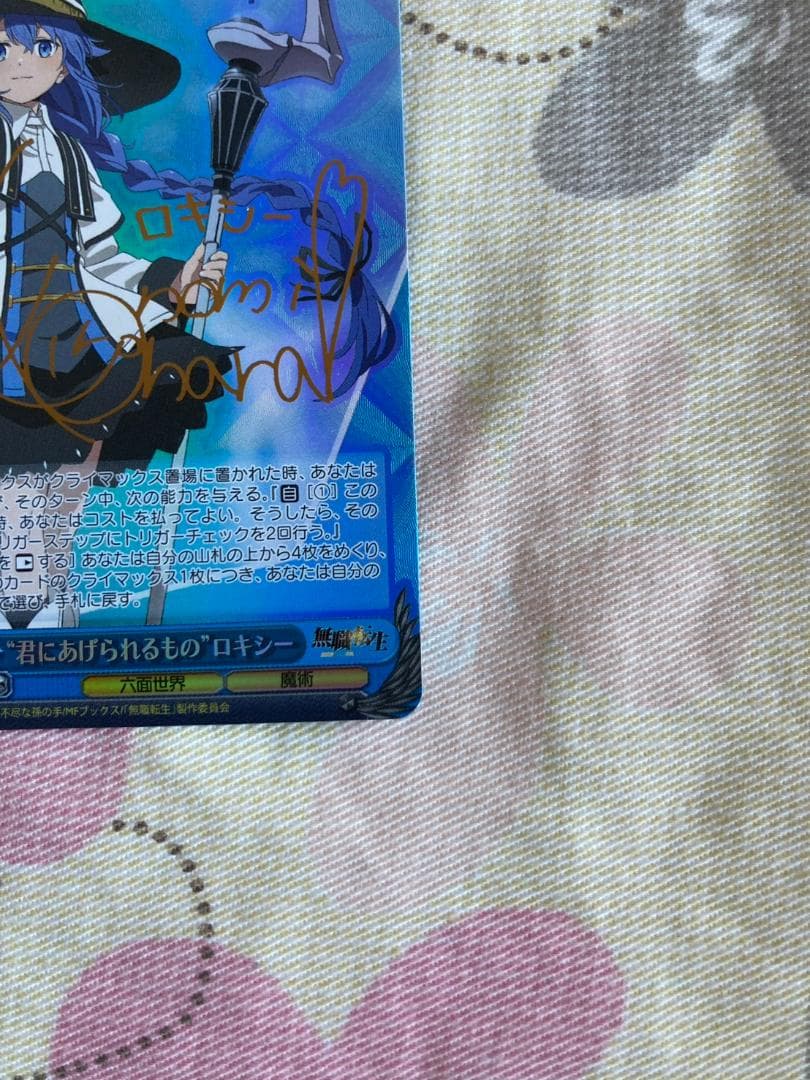 ロキシー
Konomi
Kohara
クスがクライマックス置場に置かれた時、あなたは
、そのターン中、次の能力を与える。『自 [①] この
時、あなたはコストを払ってよい。そうしたら、その
リガーステップにトリガーチェックを2回行う。』
を する] あなたは自分の山札の上から4枚をめくり、
カードのクライマックス1枚につき、あなたは自分の
で選び、手札に戻す。
“君にあげられるもの”ロキシー
無職転生
六面世界 魔術
不尽な孫の手/MFブックス/「無職転生」製作委員会